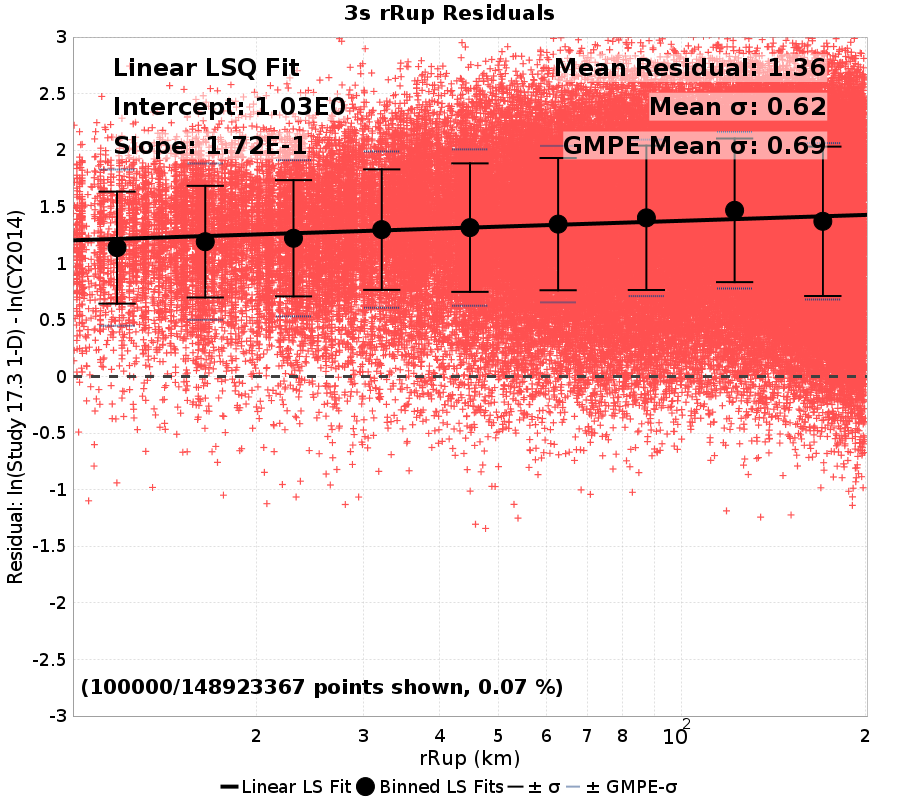 3s rRup Residuals
Residual: ln(Study 17.3 1-D) - ln(CY2014)
3
2.5
2
1.5
1
0.5
0
-0.5
-1
-1.5
-2
-2.5
-3
Linear LSQ Fit
Intercept: 1.03E0
Slope: 1.72E-1
Mean Residual: 1.36
Mean σ: 0.62
GMPE Mean σ: 0.69
(100000/148923367 points shown, 0.07 %)
2 3 4 5 6 7 8 10² 2
rRup (km)
Linear LS Fit Binned LS Fits ± σ ± GMPE-σ